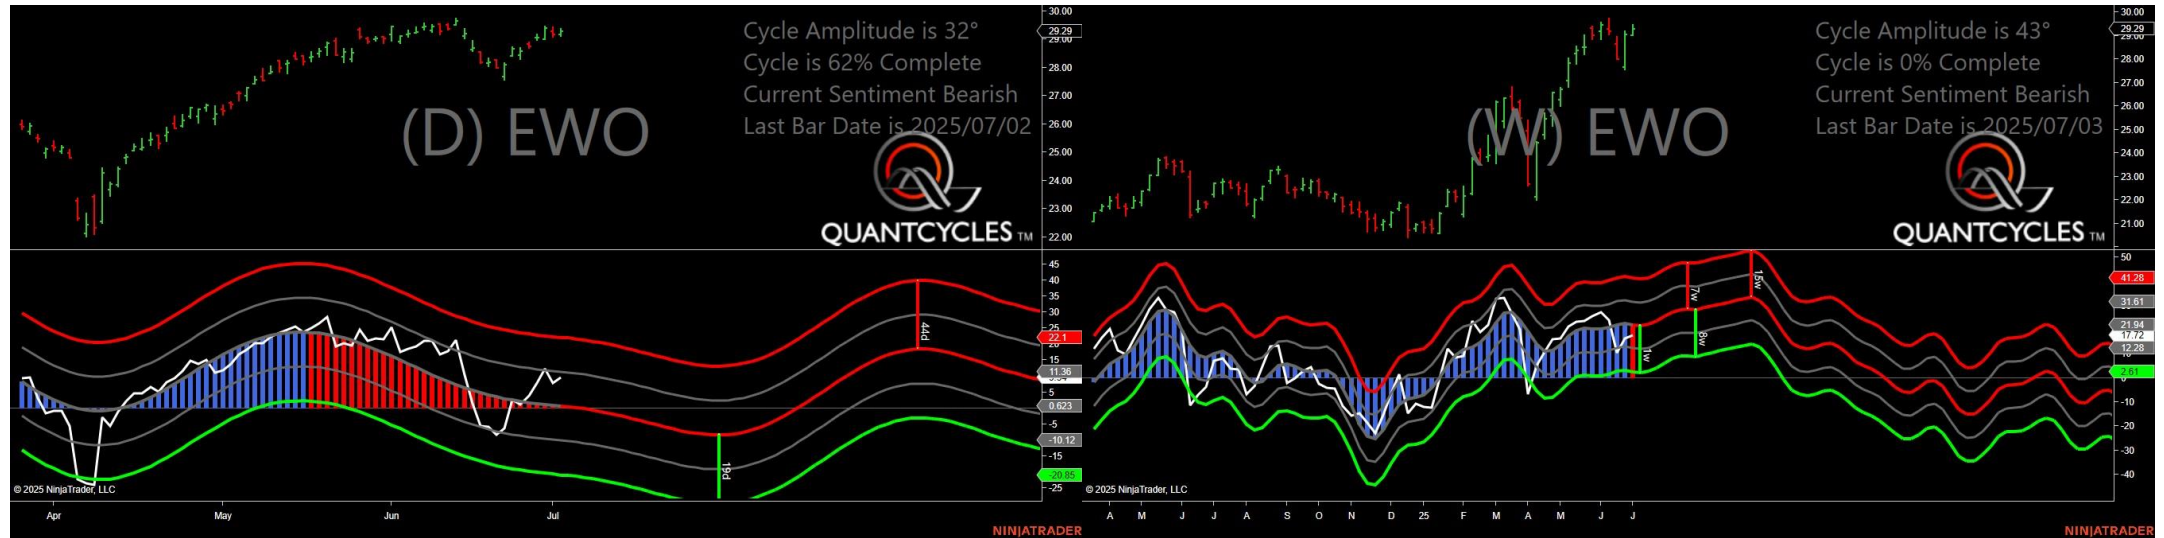 Cycle Amplitude is 32°
Cycle is 62% Complete
Current Sentiment Bearish
Last Bar Date is 2025/07/02
(D) EWO
QUANTCYCLES TM
30.00
29.29
29.00
28.00
27.00
26.00
25.00
24.00
23.00
22.00
45
40
35
30
25
22.1
20
15
11.36
5
0.623
-5
-10.12
-15
-20.85
-25
44d
19d
© 2025 NinjaTrader, LLC
Apr May Jun Jul
NINJATRADER
Cycle Amplitude is 43°
Cycle is 0% Complete
Current Sentiment Bearish
Last Bar Date is 2025/07/03
(W) EWO
QUANTCYCLES TM
30.00
29.29
29.00
28.00
27.00
26.00
25.00
24.00
23.00
22.00
21.00
50
41.28
31.61
21.94
17.72
12.28
2.61
0
-10
-20
-30
-40
7w
15w
1w
8w
© 2025 NinjaTrader, LLC
A M J J A S O N D 25 F M A M J J
NINJATRADER